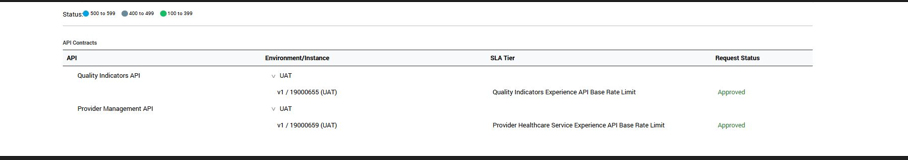 Status: 500 to 599 400 to 499 100 to 399
API Contracts
API Environment/Instance SLA Tier Request Status
Quality Indicators API UAT
v1 / 19000655 (UAT) Quality Indicators Experience API Base Rate Limit Approved
Provider Management API UAT
v1 / 19000659 (UAT) Provider Healthcare Service Experience API Base Rate Limit Approved